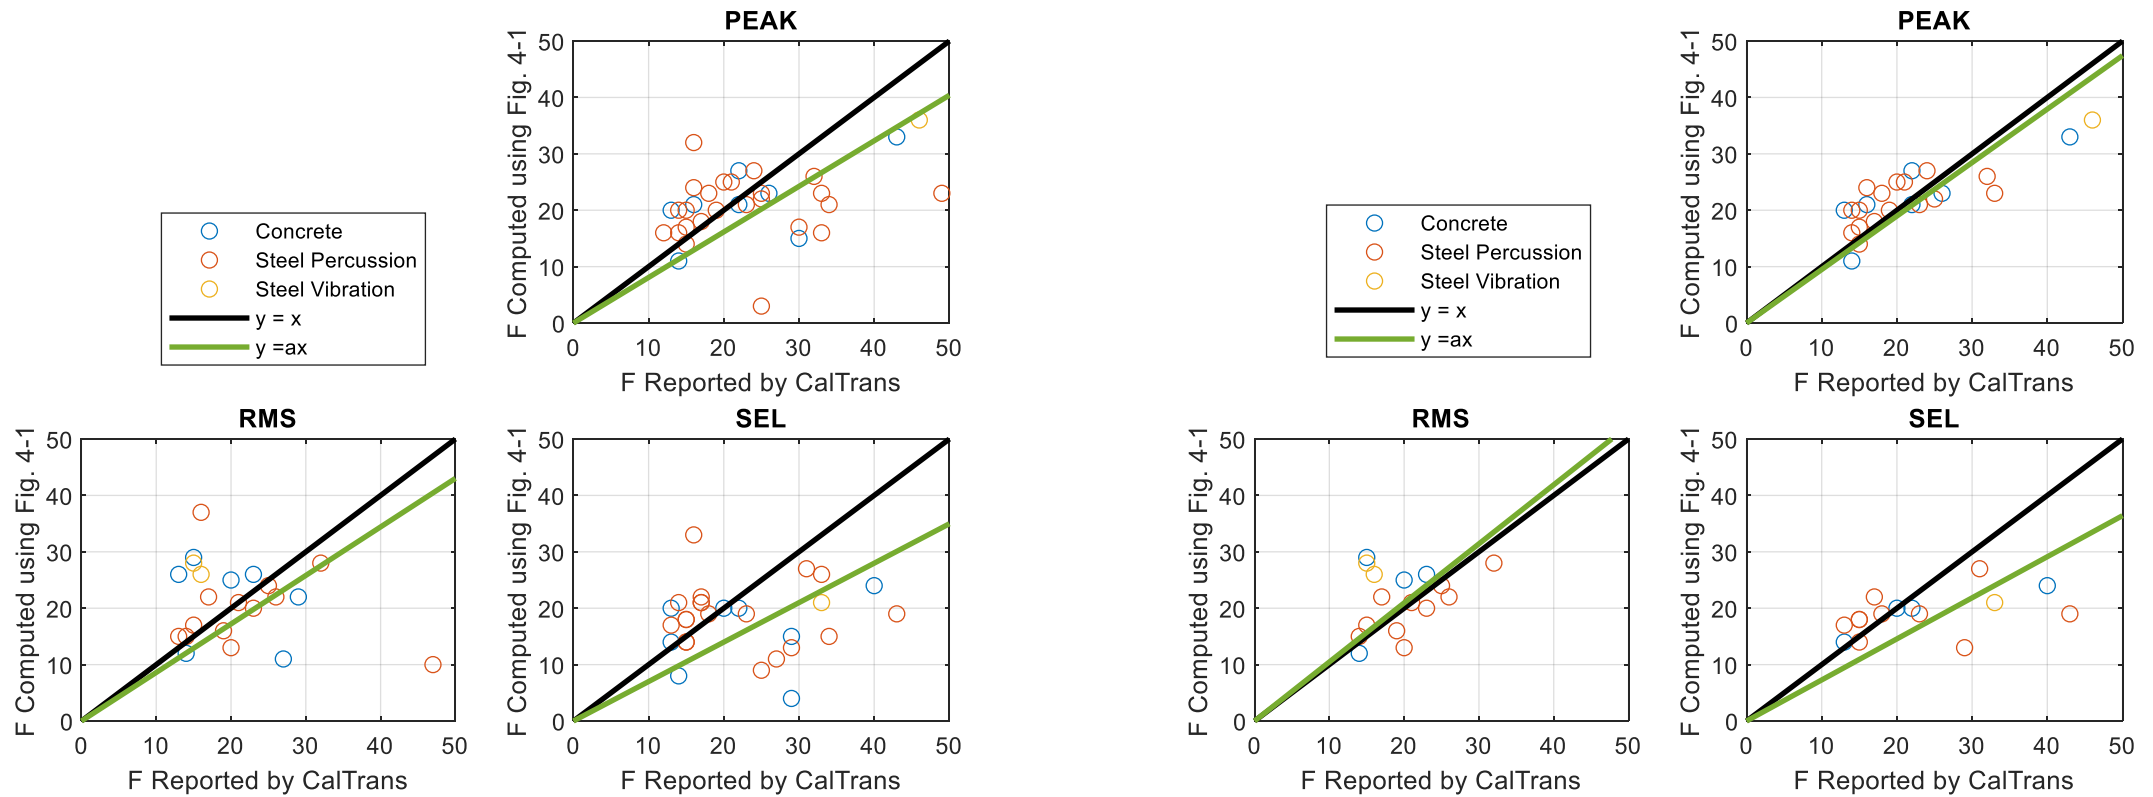 PEAK
F Computed using Fig. 4-1
50
40
30
20
10
0
0 10 20 30 40 50
F Reported by CalTrans
Concrete
Steel Percussion
Steel Vibration
y = x
y =ax
RMS
F Computed using Fig. 4-1
50
40
30
20
10
0
0 10 20 30 40 50
F Reported by CalTrans
SEL
F Computed using Fig. 4-1
50
40
30
20
10
0
0 10 20 30 40 50
F Reported by CalTrans
PEAK
F Computed using Fig. 4-1
50
40
30
20
10
0
0 10 20 30 40 50
F Reported by CalTrans
Concrete
Steel Percussion
Steel Vibration
y = x
y =ax
RMS
F Computed using Fig. 4-1
50
40
30
20
10
0
0 10 20 30 40 50
F Reported by CalTrans
SEL
F Computed using Fig. 4-1
50
40
30
20
10
0
0 10 20 30 40 50
F Reported by CalTrans